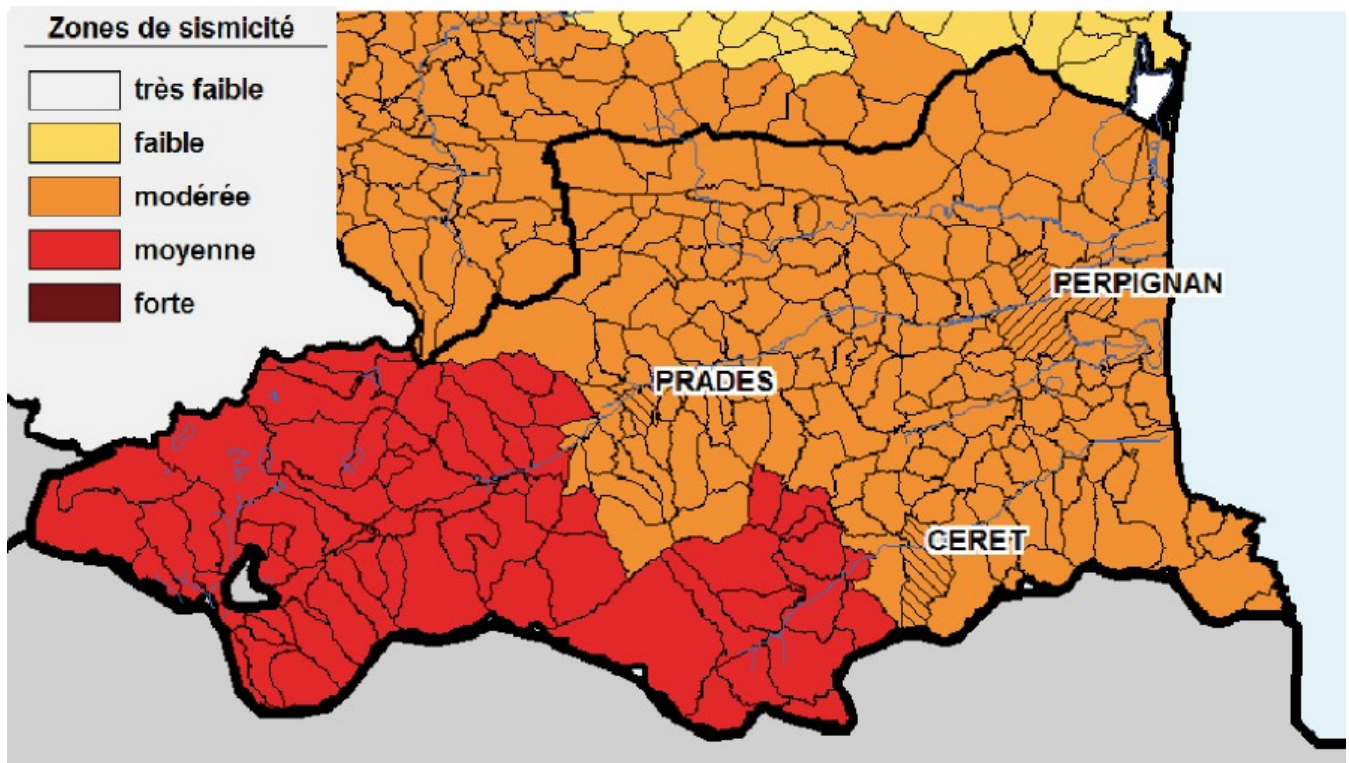 Zones de sismicité
très faible
faible
modérée
moyenne
forte
PERPIGNAN
PRADES
CERET